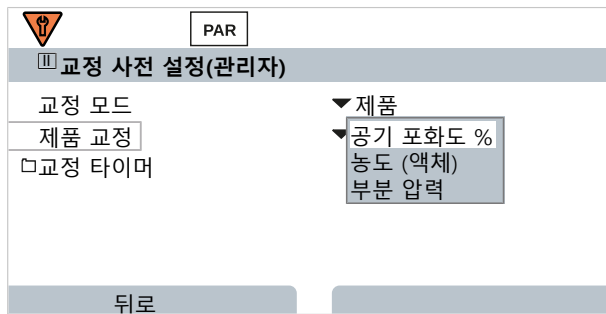 PAR
II 교정 사전 설정(관리자)
교정 모드 제품
제품 교정 공기 포화도 %
교정 타이머 농도 (액체)
부분 압력
뒤로